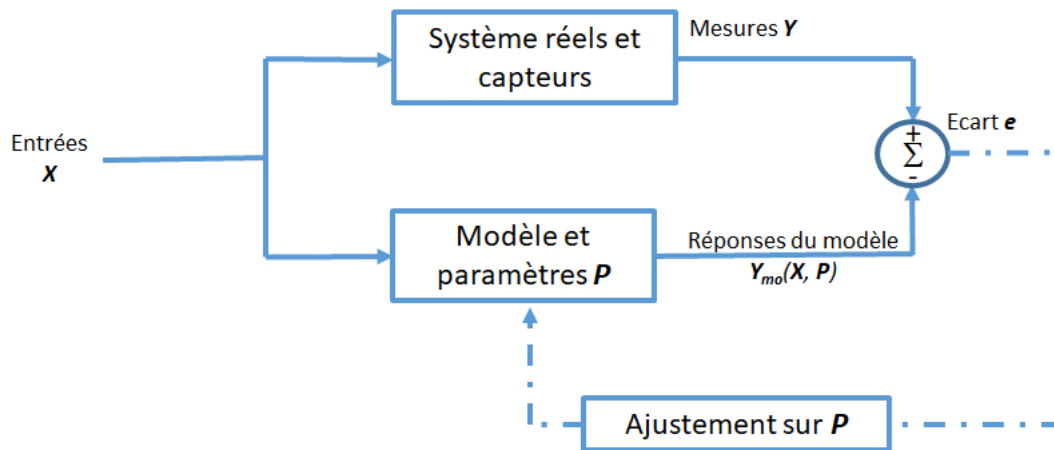 Système réels et
capteurs
Mesures Y
Entrées
X
+
Σ
-
Ecart e
Modèle et
paramètres P
Réponses du modèle
Ymo(X, P)
Ajustement sur P